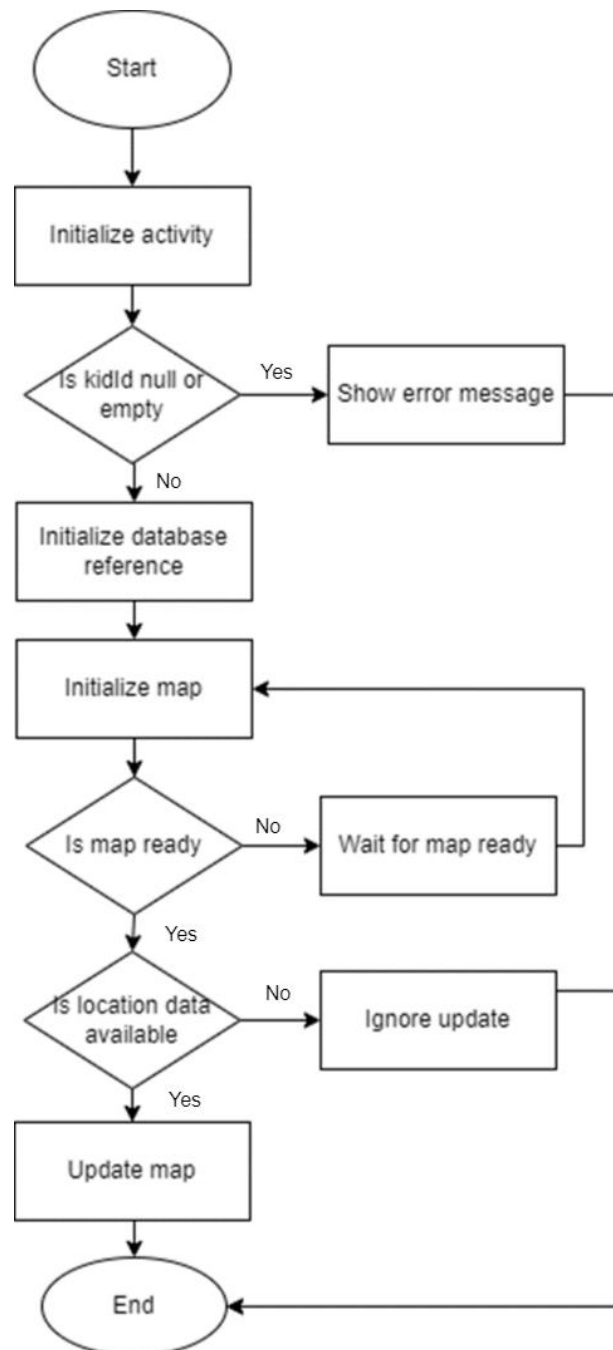 Start
Initialize activity
Is kidId null or
empty
Yes
Show error message
No
Initialize database
reference
Initialize map
Is map ready
No
Wait for map ready
Yes
Is location data
available
No
Ignore update
Yes
Update map
End